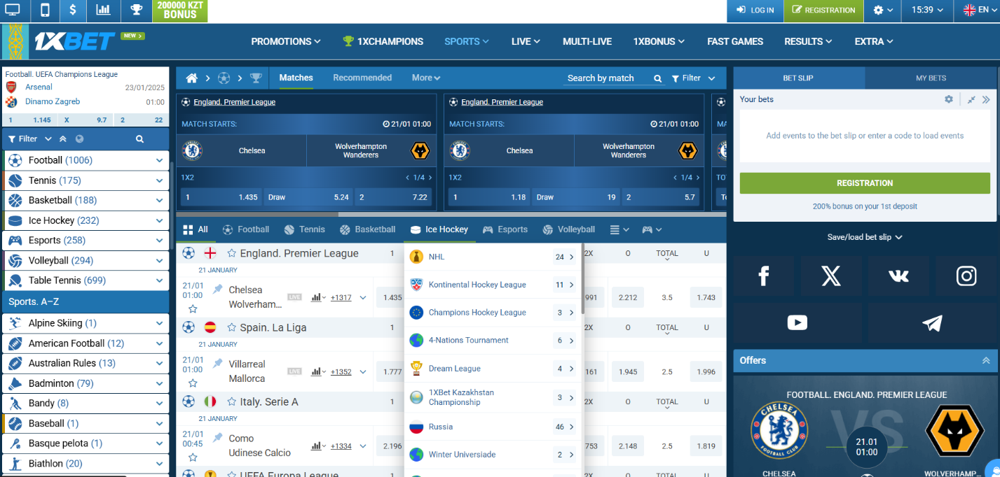 200000 KZT
BONUS
LOG IN
REGISTRATION
15:39
EN
1XBET
NEW >
PROMOTIONS
1XCHAMPIONS
SPORTS
LIVE
MULTI-LIVE
1XBONUS
FAST GAMES
RESULTS
EXTRA
Football. UEFA Champions League
Arsenal
23/01/2025
Dinamo Zagreb
01:00
1 1.145 X 9.7 2 22
Filter
Football (1006)
Tennis (175)
Basketball (188)
Ice Hockey (232)
Esports (258)
Volleyball (294)
Table Tennis (699)
Sports. A–Z
Alpine Skiing (1)
American Football (12)
Australian Rules (13)
Badminton (79)
Bandy (8)
Baseball (1)
Basque pelota (1)
Biathlon (20)
Matches
Recommended
More
Search by match
Filter
England. Premier League
MATCH STARTS:
21/01 01:00
Chelsea
Wolverhampton
Wanderers
1X2
1/4
1 1.435 Draw 5.24 2 7.22
England. Premier League
MATCH STARTS:
21/01 01:00
Chelsea
Wolverhampton
Wanderers
1X2
1/4
1 1.18 Draw 19 2 5.7
MA
TO
All
Football
Tennis
Basketball
Ice Hockey
Esports
Volleyball
England. Premier League 1 2X O TOTAL U
21 JANUARY
21/01
01:00
Chelsea
Wolverham...
LIVE
+1317
1.435 991 2.212 3.5 1.743
Spain. La Liga 1 2X O TOTAL U
21 JANUARY
21/01
01:00
Villarreal
Mallorca
LIVE
+1352
1.777 161 1.945 2.5 1.996
Italy. Serie A 1 2X O TOTAL U
21 JANUARY
21/01
00:45
Como
Udinese Calcio
+1334
2.196 753 2.148 2.5 1.819
UEFA Europa League 1 2X O TOTAL U
NHL 24
Kontinental Hockey League 11
Champions Hockey League 3
4-Nations Tournament 6
Dream League 4
1XBet Kazakhstan
Championship 3
Russia 46
Winter Universiade 2
BET SLIP
MY BETS
Your bets
Add events to the bet slip or enter a code to load events
REGISTRATION
200% bonus on your 1st deposit
Save/load bet slip
Offers
FOOTBALL. ENGLAND. PREMIER LEAGUE
CHELSEA
FOOTBALL CLUB
VS
21.01
01:00
CHELSEA
WOLVERHAMP...